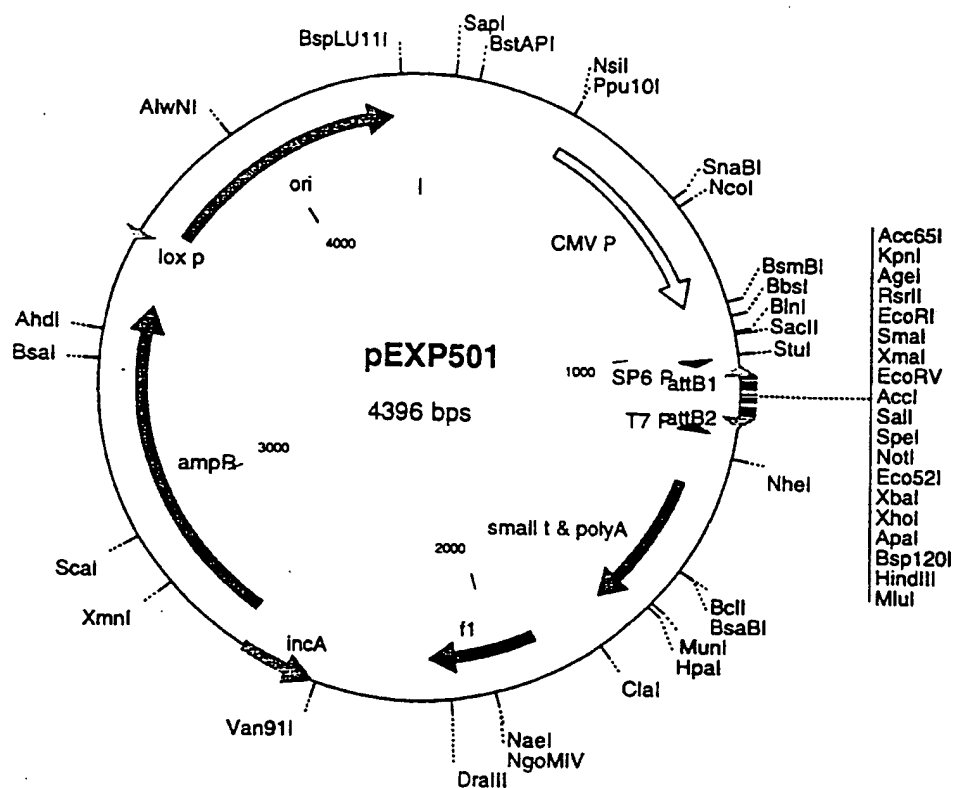 SapI
BspLU11I
BstAPI
NsiI
Ppu10I
AlwNI
SnaBI
NcoI
ori
4000
lox p
CMV P
Acc65I
KpnI
AgeI
RsrII
EcoRI
SmaI
XmaI
EcoRV
AccI
SalI
SpeI
NotI
Eco52I
XbaI
XhoI
ApaI
Bsp120I
HindIII
MluI
BsmBI
BbsI
BlnI
SacII
StuI
AhdI
BsaI
pEXP501
4396 bps
1000
SP6 P
attB1
T7 P
attB2
3000
ampR
NheI
small t & polyA
2000
ScaI
XmnI
BclI
BsaBI
MunI
HpaI
f1
incA
ClaI
Van91I
NaeI
NgoMIV
DraIII